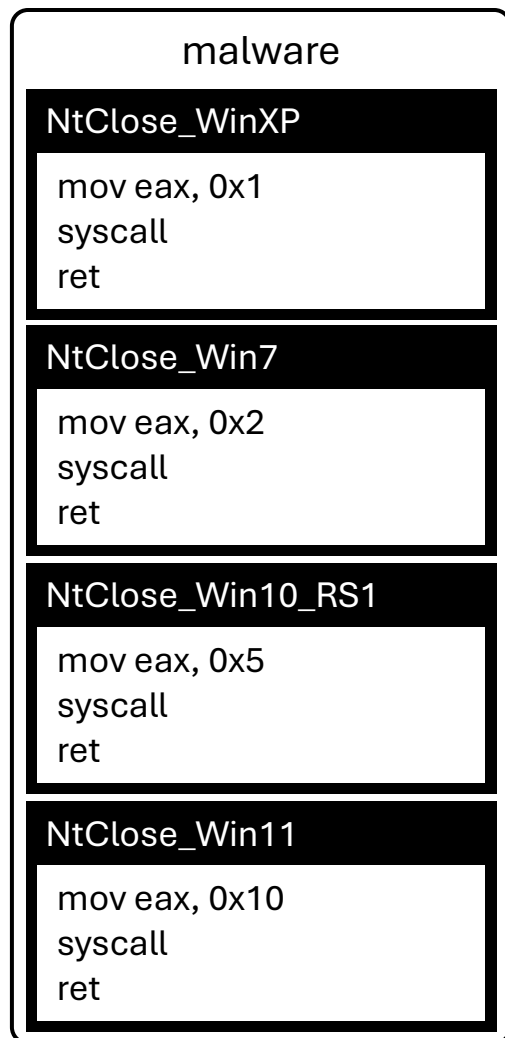 malware
NtClose_WinXP
mov eax, 0x1
syscall
ret
NtClose_Win7
mov eax, 0x2
syscall
ret
NtClose_Win10_RS1
mov eax, 0x5
syscall
ret
NtClose_Win11
mov eax, 0x10
syscall
ret